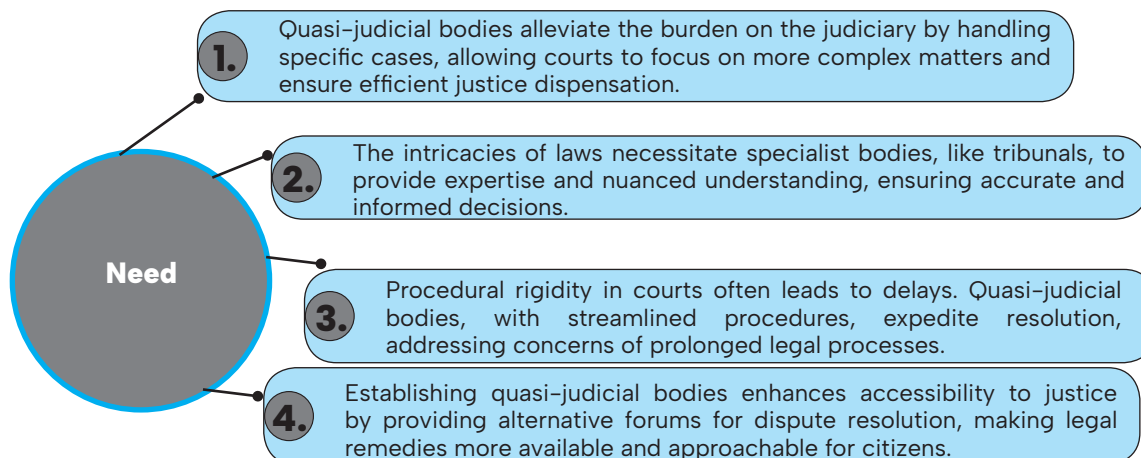 Need
1.
Quasi-judicial bodies alleviate the burden on the judiciary by handling
specific cases, allowing courts to focus on more complex matters and
ensure efficient justice dispensation.
2.
The intricacies of laws necessitate specialist bodies, like tribunals, to
provide expertise and nuanced understanding, ensuring accurate and
informed decisions.
3.
Procedural rigidity in courts often leads to delays. Quasi-judicial
bodies, with streamlined procedures, expedite resolution,
addressing concerns of prolonged legal processes.
4.
Establishing quasi-judicial bodies enhances accessibility to justice
by providing alternative forums for dispute resolution, making legal
remedies more available and approachable for citizens.